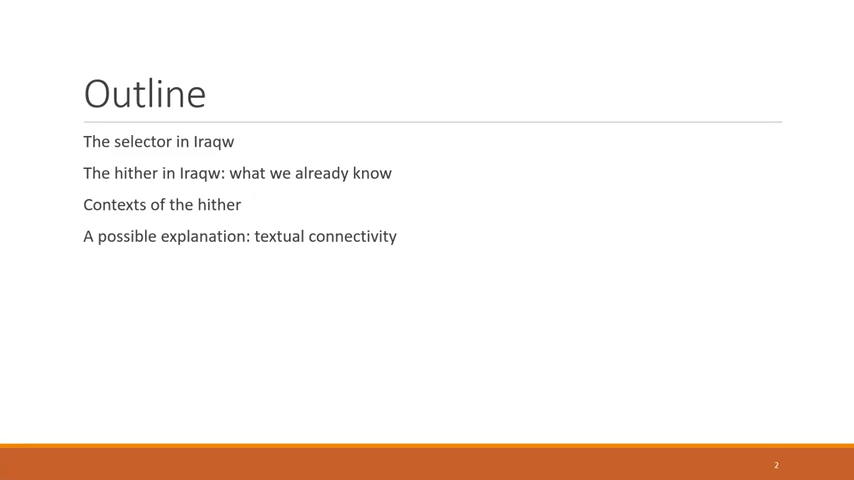 Outline
The selector in Iraqw
The hither in Iraqw: what we already know
Contexts of the hither
A possible explanation: textual connectivity
2